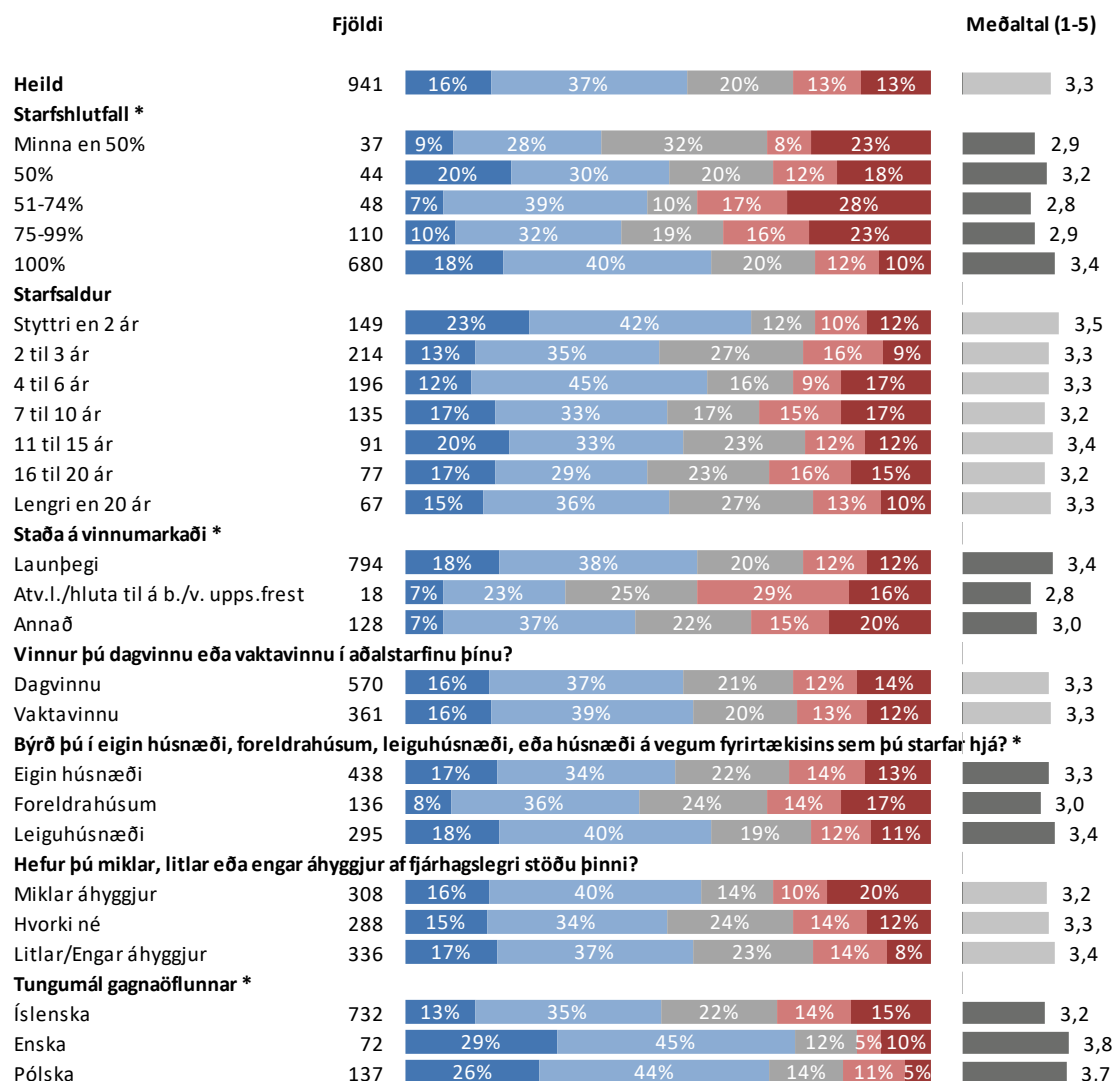 Fjöldi Meðaltal (1-5)
Heild 941 16% 37% 20% 13% 13% 3,3
Starfshlutfall *
Minna en 50% 37 9% 28% 32% 8% 23% 2,9
50% 44 20% 30% 20% 12% 18% 3,2
51-74% 48 7% 39% 10% 17% 28% 2,8
75-99% 110 10% 32% 19% 16% 23% 2,9
100% 680 18% 40% 20% 12% 10% 3,4
Starfsaldur
Styttri en 2 ár 149 23% 42% 12% 10% 12% 3,5
2 til 3 ár 214 13% 35% 27% 16% 9% 3,3
4 til 6 ár 196 12% 45% 16% 9% 17% 3,3
7 til 10 ár 135 17% 33% 17% 15% 17% 3,2
11 til 15 ár 91 20% 33% 23% 12% 12% 3,4
16 til 20 ár 77 17% 29% 23% 16% 15% 3,2
Lengri en 20 ár 67 15% 36% 27% 13% 10% 3,3
Staða á vinnumarkaði *
Launþegi 794 18% 38% 20% 12% 12% 3,4
Atv.l./hluta til á b./v. upps.frest 18 7% 23% 25% 29% 16% 2,8
Annað 128 7% 37% 22% 15% 20% 3,0
Vinnur þú dagvinnu eða vaktavinnu í aðalstarfinu þínu?
Dagvinnu 570 16% 37% 21% 12% 14% 3,3
Vaktavinnu 361 16% 39% 20% 13% 12% 3,3
Býrð þú í eigin húsnæði, foreldrahúsum, leiguhúsnæði, eða húsnæði á vegum fyrirtækisins sem þú starfar hjá? *
Eigin húsnæði 438 17% 34% 22% 14% 13% 3,3
Foreldrahúsum 136 8% 36% 24% 14% 17% 3,0
Leiguhúsnæði 295 18% 40% 19% 12% 11% 3,4
Hefur þú miklar, litlar eða engar áhyggjur af fjárhagslegri stöðu þinni?
Miklar áhyggjur 308 16% 40% 14% 10% 20% 3,2
Hvorki né 288 15% 34% 24% 14% 12% 3,3
Litlar/Engar áhyggjur 336 17% 37% 23% 14% 8% 3,4
Tungumál gagnaöflunnar *
Íslenska 732 13% 35% 22% 14% 15% 3,2
Enska 72 29% 45% 12% 5% 10% 3,8
Pólska 137 26% 44% 14% 11% 5% 3,7